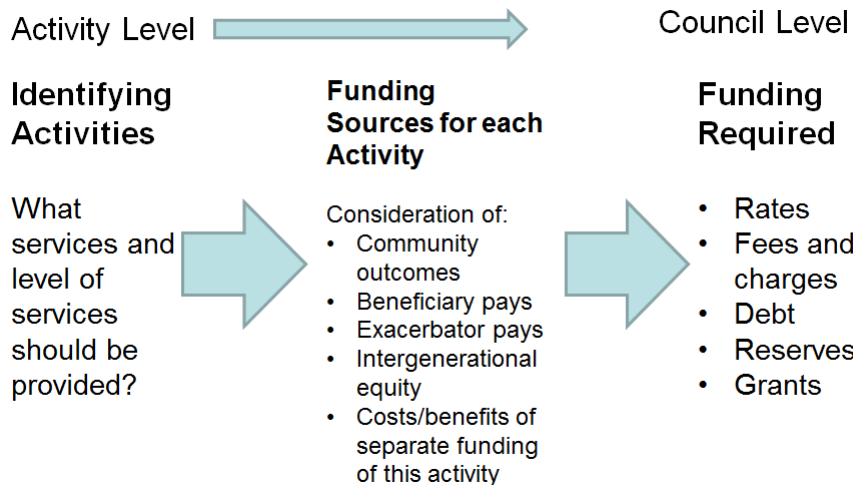 Activity Level
Council Level
Identifying
Activities
What
services and
level of
services
should be
provided?
Funding
Sources for each
Activity
Consideration of:
• Community
outcomes
• Beneficiary pays
• Exacerbator pays
• Intergenerational
equity
• Costs/benefits of
separate funding
of this activity
Funding
Required
• Rates
• Fees and
charges
• Debt
• Reserves
• Grants